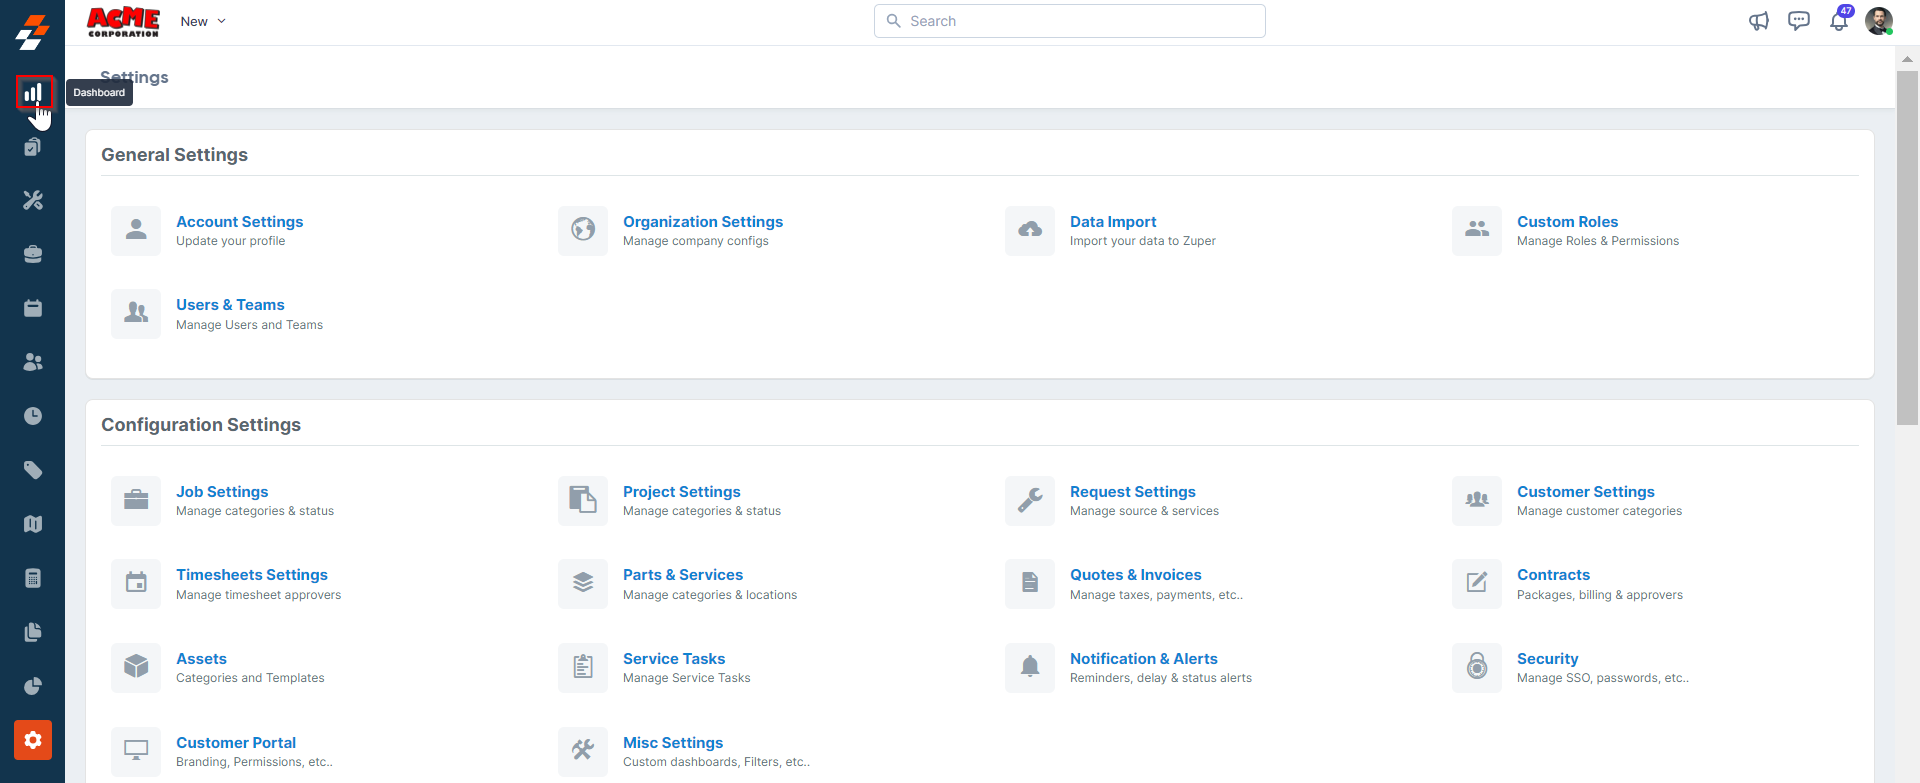 ACME
CORPORATION
New
Search
47
Settings
Dashboard
General Settings
Account Settings
Update your profile
Organization Settings
Manage company configs
Data Import
Import your data to Zuper
Custom Roles
Manage Roles & Permissions
Users & Teams
Manage Users and Teams
Configuration Settings
Job Settings
Manage categories & status
Project Settings
Manage categories & status
Request Settings
Manage source & services
Customer Settings
Manage customer categories
Timesheets Settings
Manage timesheet approvers
Parts & Services
Manage categories & locations
Quotes & Invoices
Manage taxes, payments, etc..
Contracts
Packages, billing & approvers
Assets
Categories and Templates
Service Tasks
Manage Service Tasks
Notification & Alerts
Reminders, delay & status alerts
Security
Manage SSO, passwords, etc..
Customer Portal
Branding, Permissions, etc..
Misc Settings
Custom dashboards, Filters, etc..